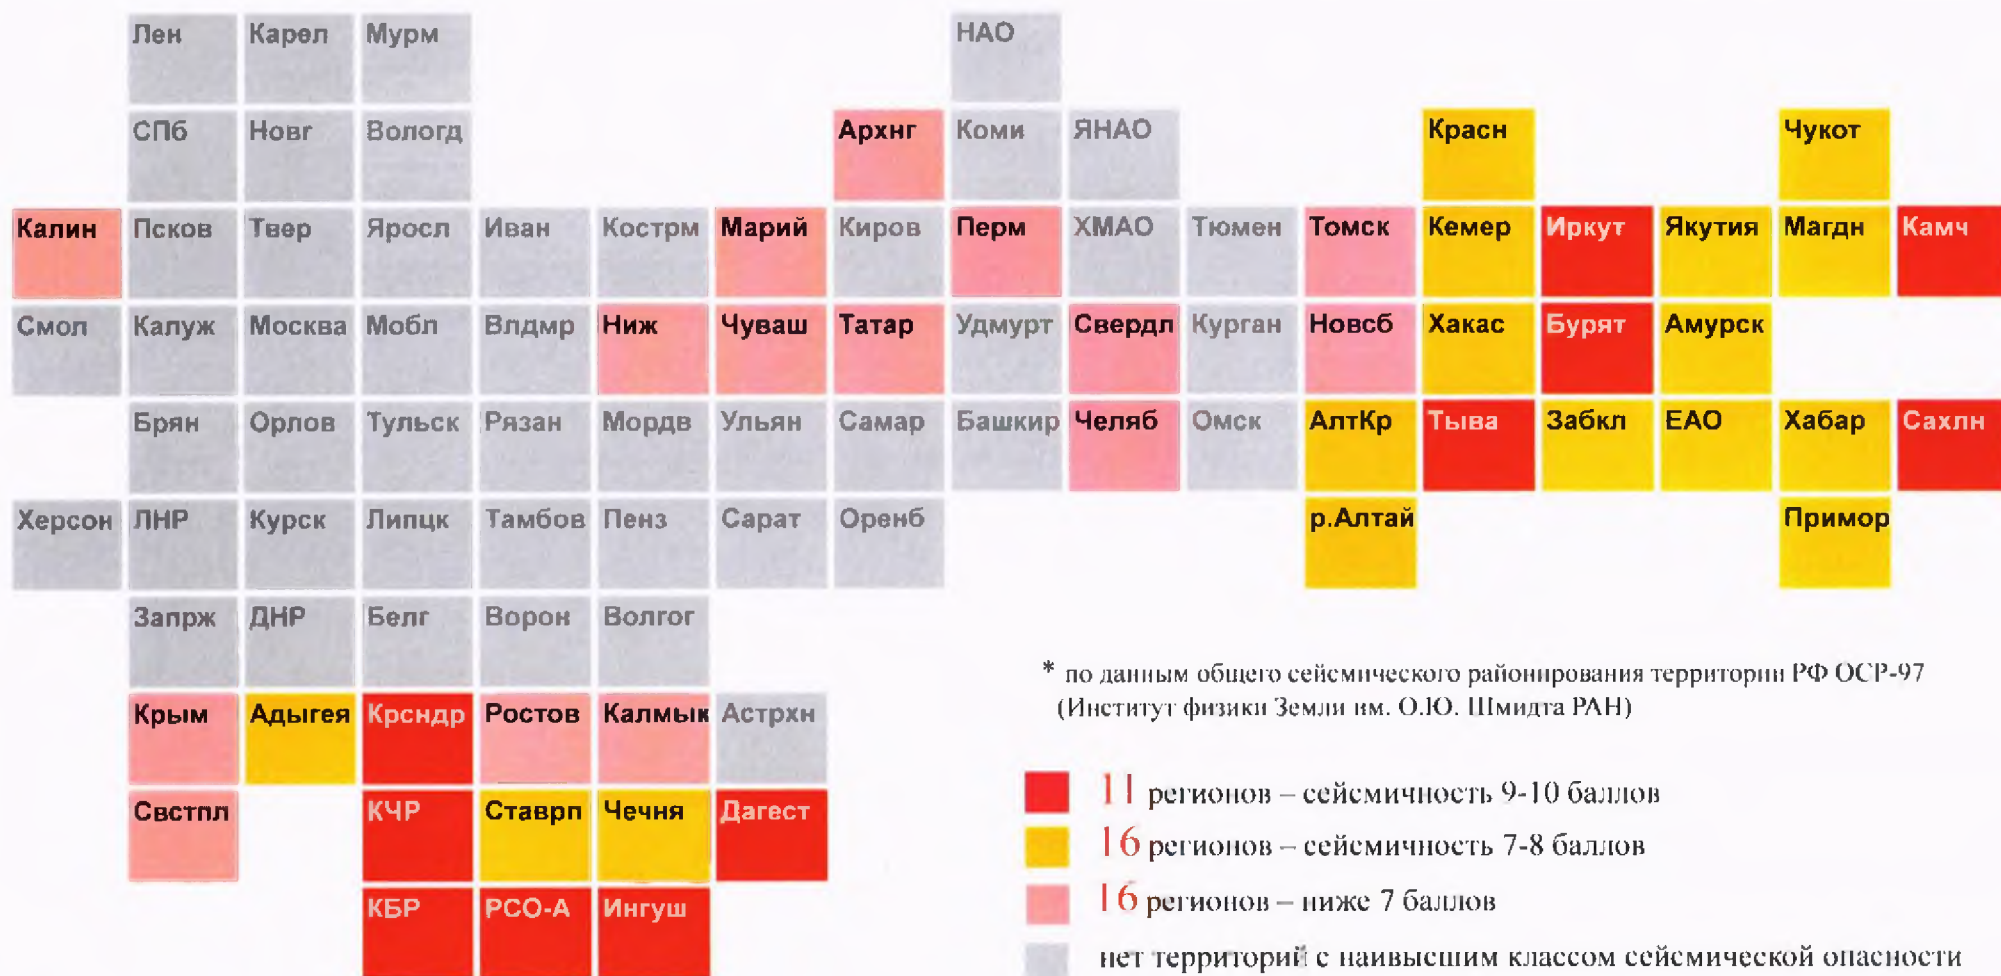 Лен Карел Мурм НАО
СПб Новг Вологд Архнг Коми ЯНАО Красн Чукот
Калин Псков Твер Яросл Иван Кострм Марий Киров Перм ХМАО Тюмен Томск Кемер Иркут Якутия Магдн Камч
Смол Калуж Москва Мобл Влдмр Ниж Чуваш Татар Удмурт Свердл Курган Новсб Хакас Бурят Амурск
Брян Орлов Тульск Рязан Мордв Ульян Самар Башкир Челяб Омск АлтКр Тыва Забкл ЕАО Хабар Сахлн
Херсон ЛНР Курск Липцк Тамбов Пенз Сарат Оренб р.Алтай Примор
Запрж ДНР Белг Ворон Волгог
Крым Адыгея Крсндр Ростов Калмык Астрхн
Свстпл КЧР Ставрп Чечня Дагест
КБР РСО-А Ингуш
* по данным общего сейсмического районирования территории РФ ОСР-97
(Институт физики Земли им. О.Ю. Шмидта РАН)
11 регионов – сейсмичность 9-10 баллов
16 регионов – сейсмичность 7-8 баллов
16 регионов – ниже 7 баллов
нет территорий с наивысшим классом сейсмической опасности